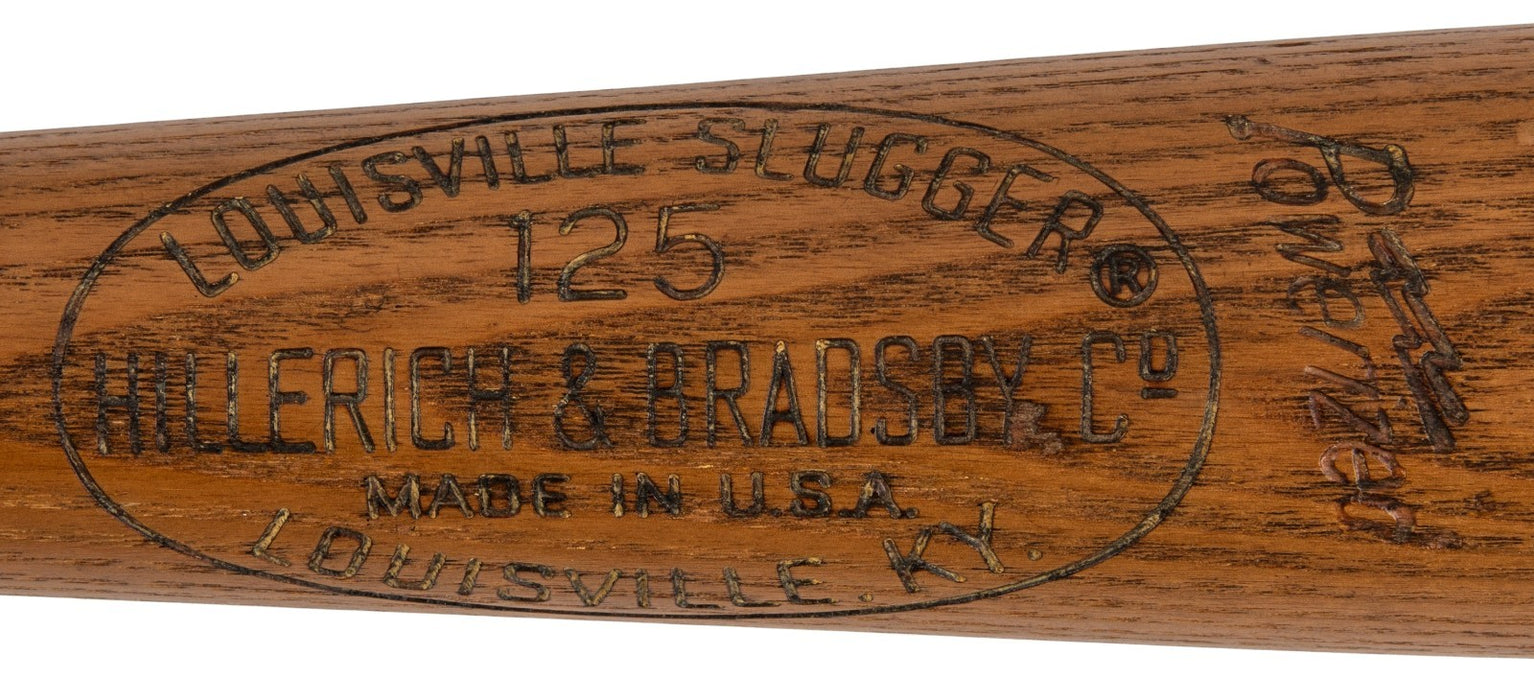 LOUISVILLE SLUGGER®
125
HILLERICH & BRADSBY Cº
MADE IN U.S.A.
LOUISVILLE, KY.
Powerized